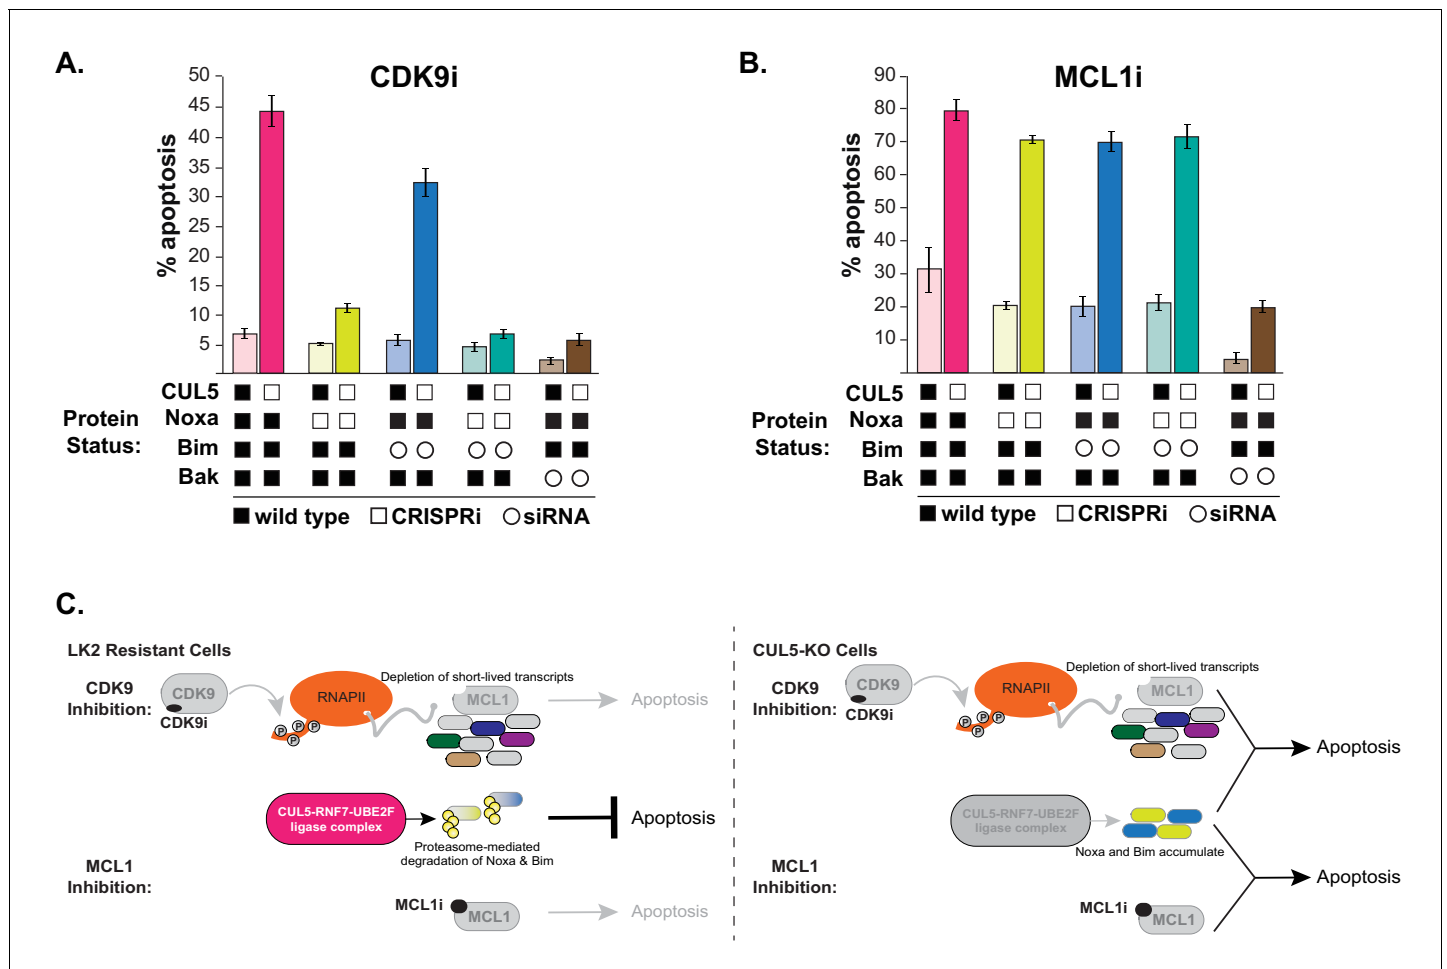 A.
CDK9i
% apoptosis
50
45
40
35
30
25
20
15
10
5
CUL5
Protein Noxa
Status: Bim
Bak
wild type CRISPRi siRNA
B.
MCL1i
% apoptosis
90
80
70
60
50
40
30
20
10
CUL5
Protein Noxa
Status: Bim
Bak
wild type CRISPRi siRNA
C.
LK2 Resistant Cells
CDK9
Inhibition:
CDK9
CDK9i
RNAPII
P P P
Depletion of short-lived transcripts
MCL1
Apoptosis
CUL5-RNF7-UBE2F
ligase complex
Proteasome-mediated
degradation of Noxa & Bim
Apoptosis
MCL1
Inhibition:
MCL1i
MCL1
Apoptosis
CUL5-KO Cells
CDK9
Inhibition:
CDK9
CDK9i
RNAPII
P P P
Depletion of short-lived transcripts
MCL1
Apoptosis
CUL5-RNF7-UBE2F
ligase complex
Noxa and Bim accumulate
MCL1
Inhibition:
MCL1i
MCL1
Apoptosis